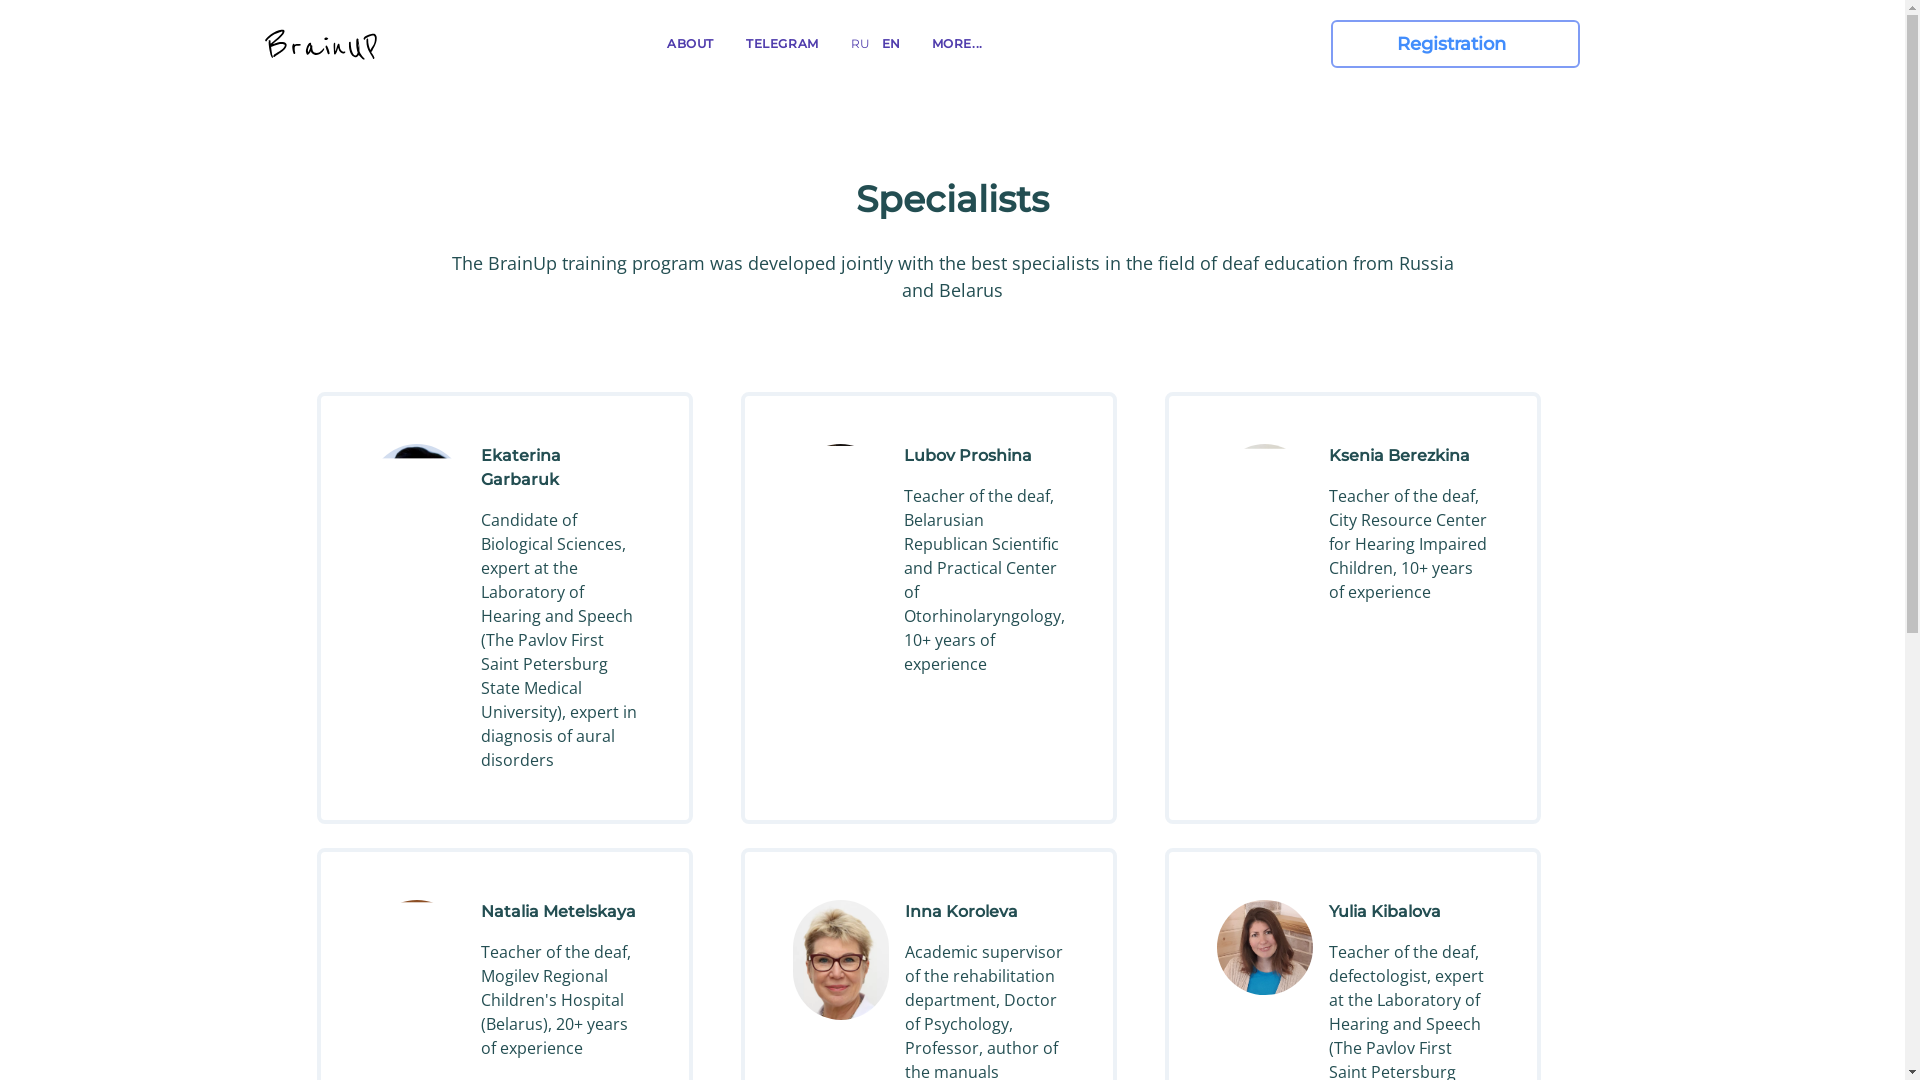 BrainUP
ABOUT
TELEGRAM
RU
EN
MORE...
Registration
Specialists
The BrainUp training program was developed jointly with the best specialists in the field of deaf education from Russia
and Belarus
Ekaterina
Garbaruk
Candidate of
Biological Sciences,
expert at the
Laboratory of
Hearing and Speech
(The Pavlov First
Saint Petersburg
State Medical
University), expert in
diagnosis of aural
disorders
Lubov Proshina
Teacher of the deaf,
Belarusian
Republican Scientific
and Practical Center
of
Otorhinolaryngology,
10+ years of
experience
Ksenia Berezkina
Teacher of the deaf,
City Resource Center
for Hearing Impaired
Children, 10+ years
of experience
Natalia Metelskaya
Teacher of the deaf,
Mogilev Regional
Children's Hospital
(Belarus), 20+ years
of experience
Inna Koroleva
Academic supervisor
of the rehabilitation
department, Doctor
of Psychology,
Professor, author of
the manuals
Yulia Kibalova
Teacher of the deaf,
defectologist, expert
at the Laboratory of
Hearing and Speech
(The Pavlov First
Saint Petersburg